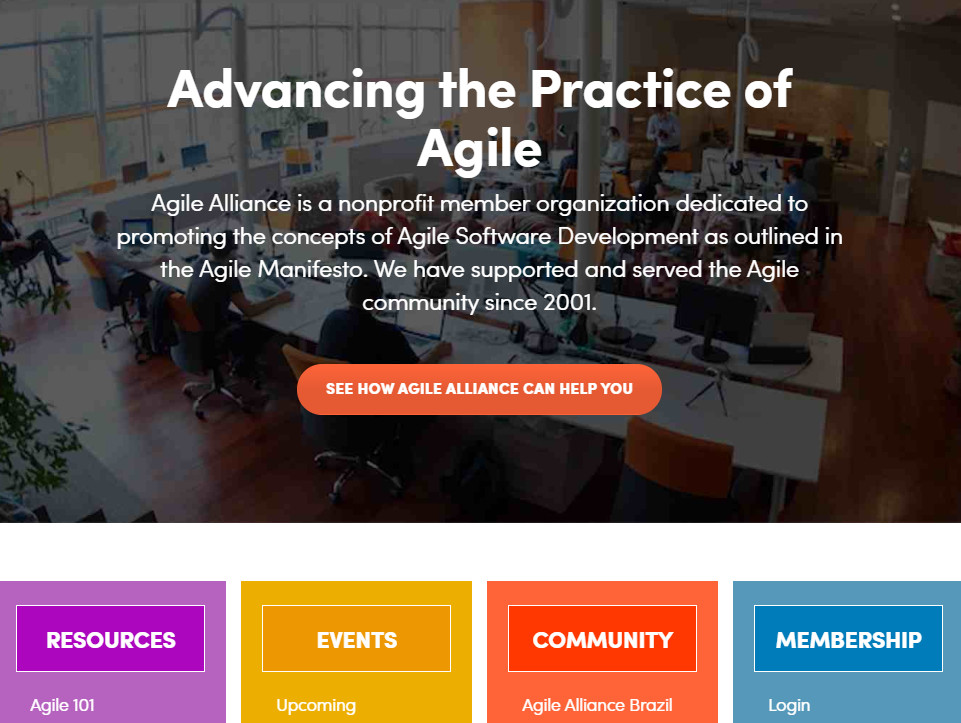 Advancing the Practice of
Agile
Agile Alliance is a nonprofit member organization dedicated to
promoting the concepts of Agile Software Development as outlined in
the Agile Manifesto. We have supported and served the Agile
community since 2001.
SEE HOW AGILE ALLIANCE CAN HELP YOU
RESOURCES
EVENTS
COMMUNITY
MEMBERSHIP
Agile 101
Upcoming
Agile Alliance Brazil
Login